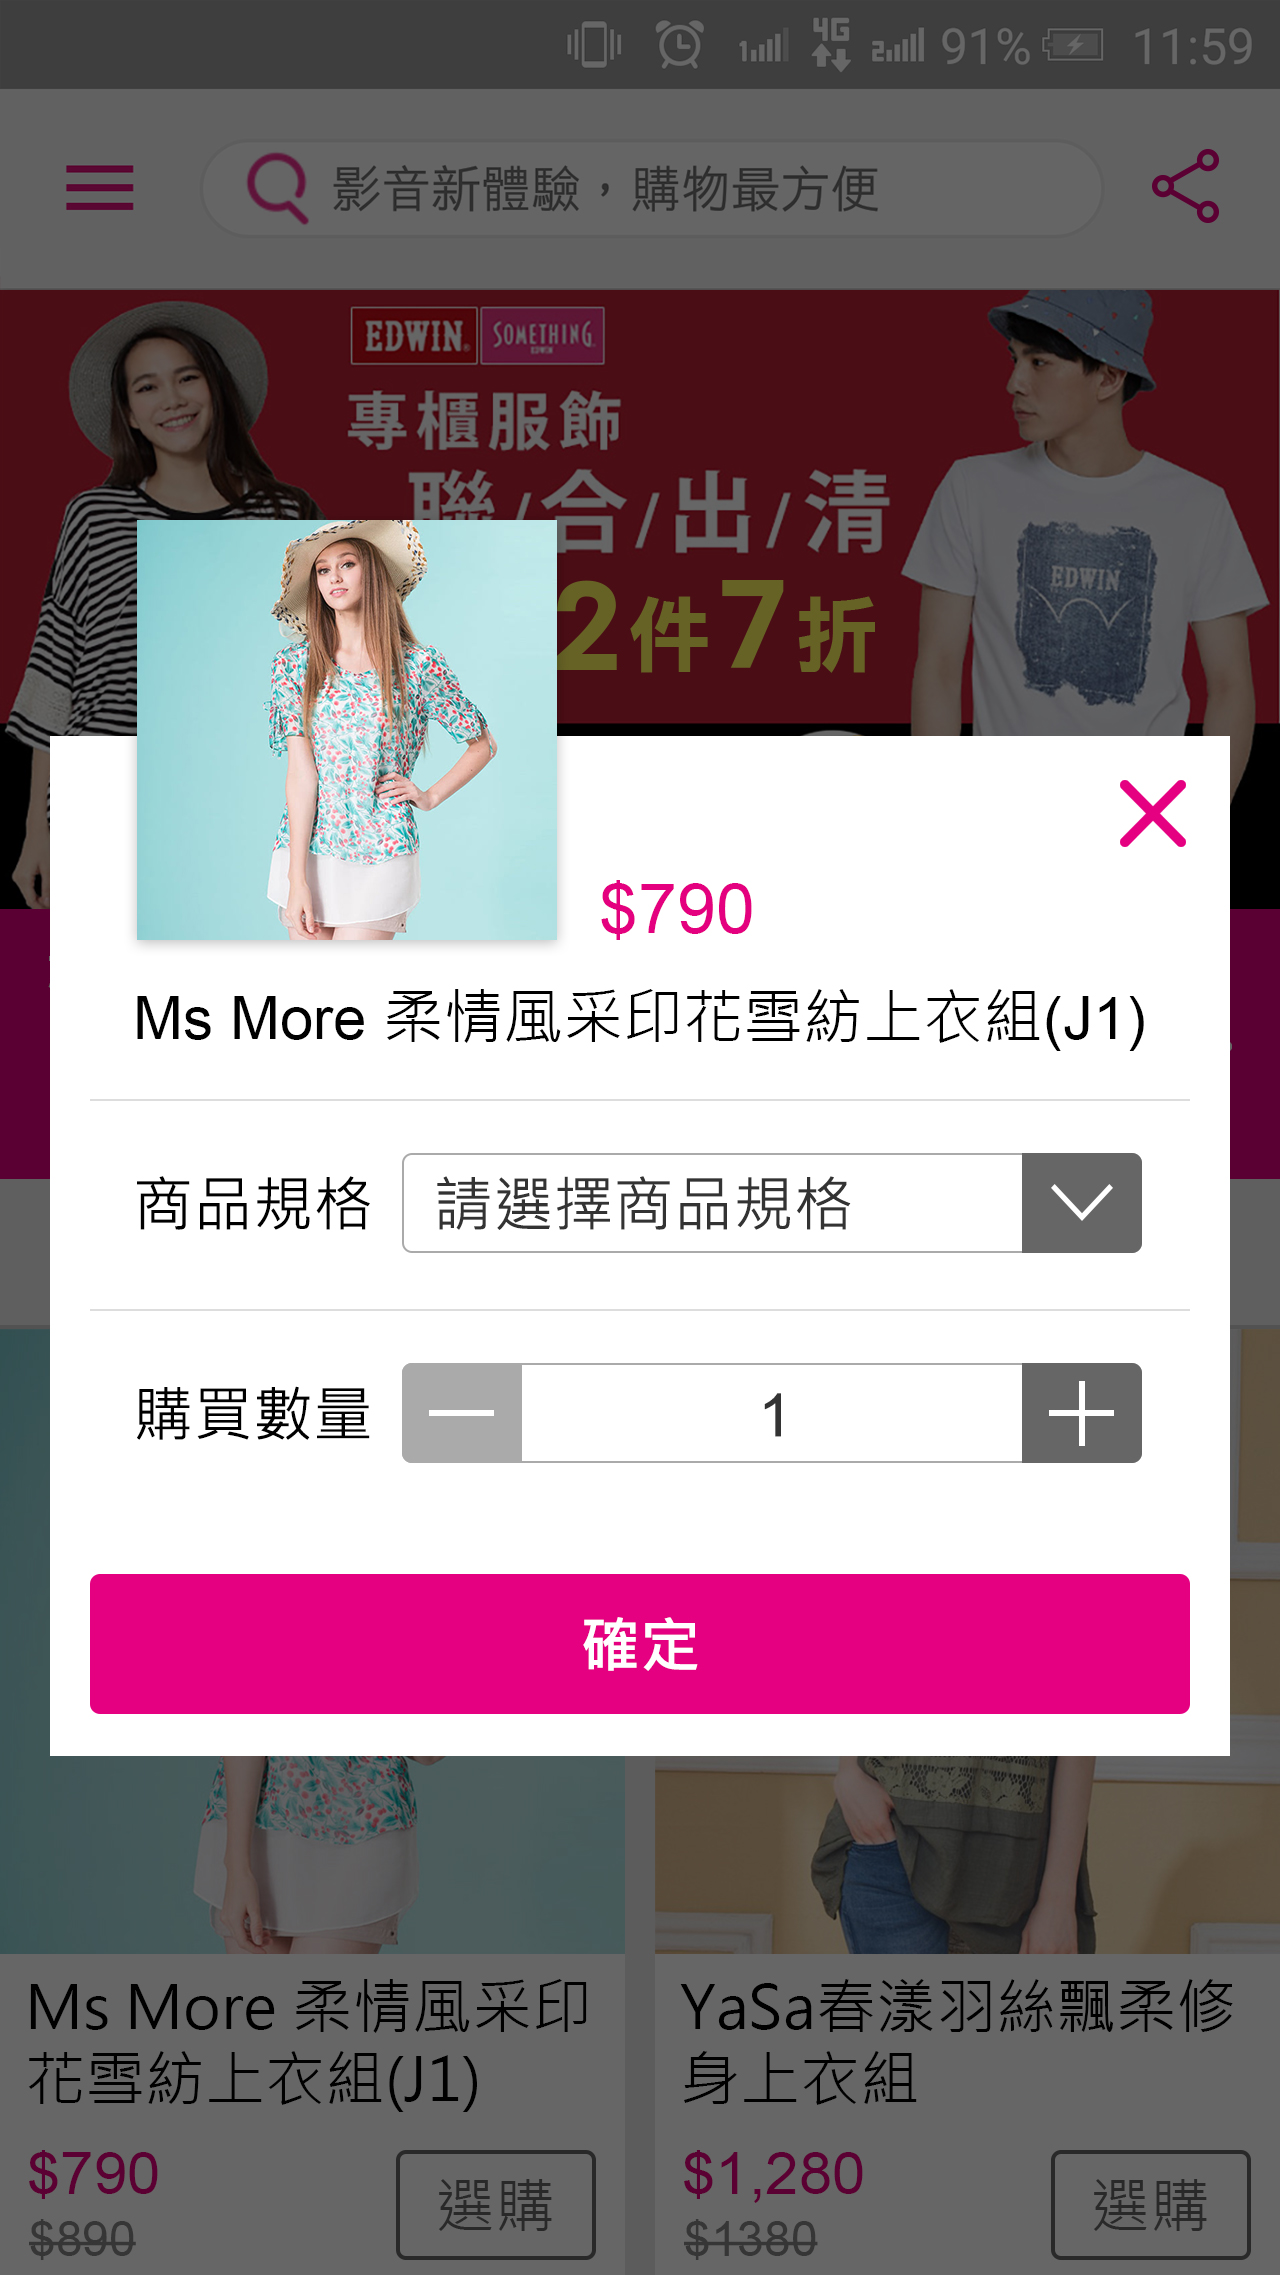 4G
1 2 91% 11:59
影音新體驗，購物最方便
EDWIN SOMETHING
EDWIN
專櫃服飾
聯/合/出/清
2件7折
EDWIN
$790
Ms More 柔情風采印花雪紡上衣組(J1)
商品規格 請選擇商品規格
購買數量 1
確定
Ms More 柔情風采印
花雪紡上衣組(J1)
$790
$890
選購
YaSa春漾羽絲飄柔修
身上衣組
$1,280
$1380
選購